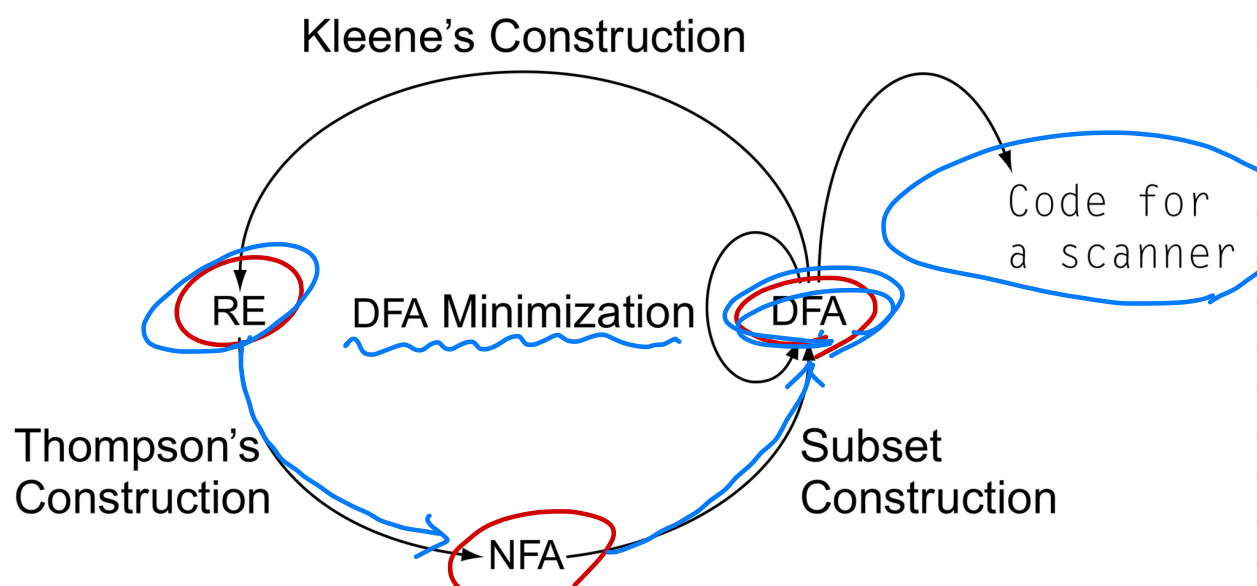 Kleene’s Construction
Code for
a scanner
RE
DFA Minimization
DFA
Thompson’s
Construction
Subset
Construction
NFA